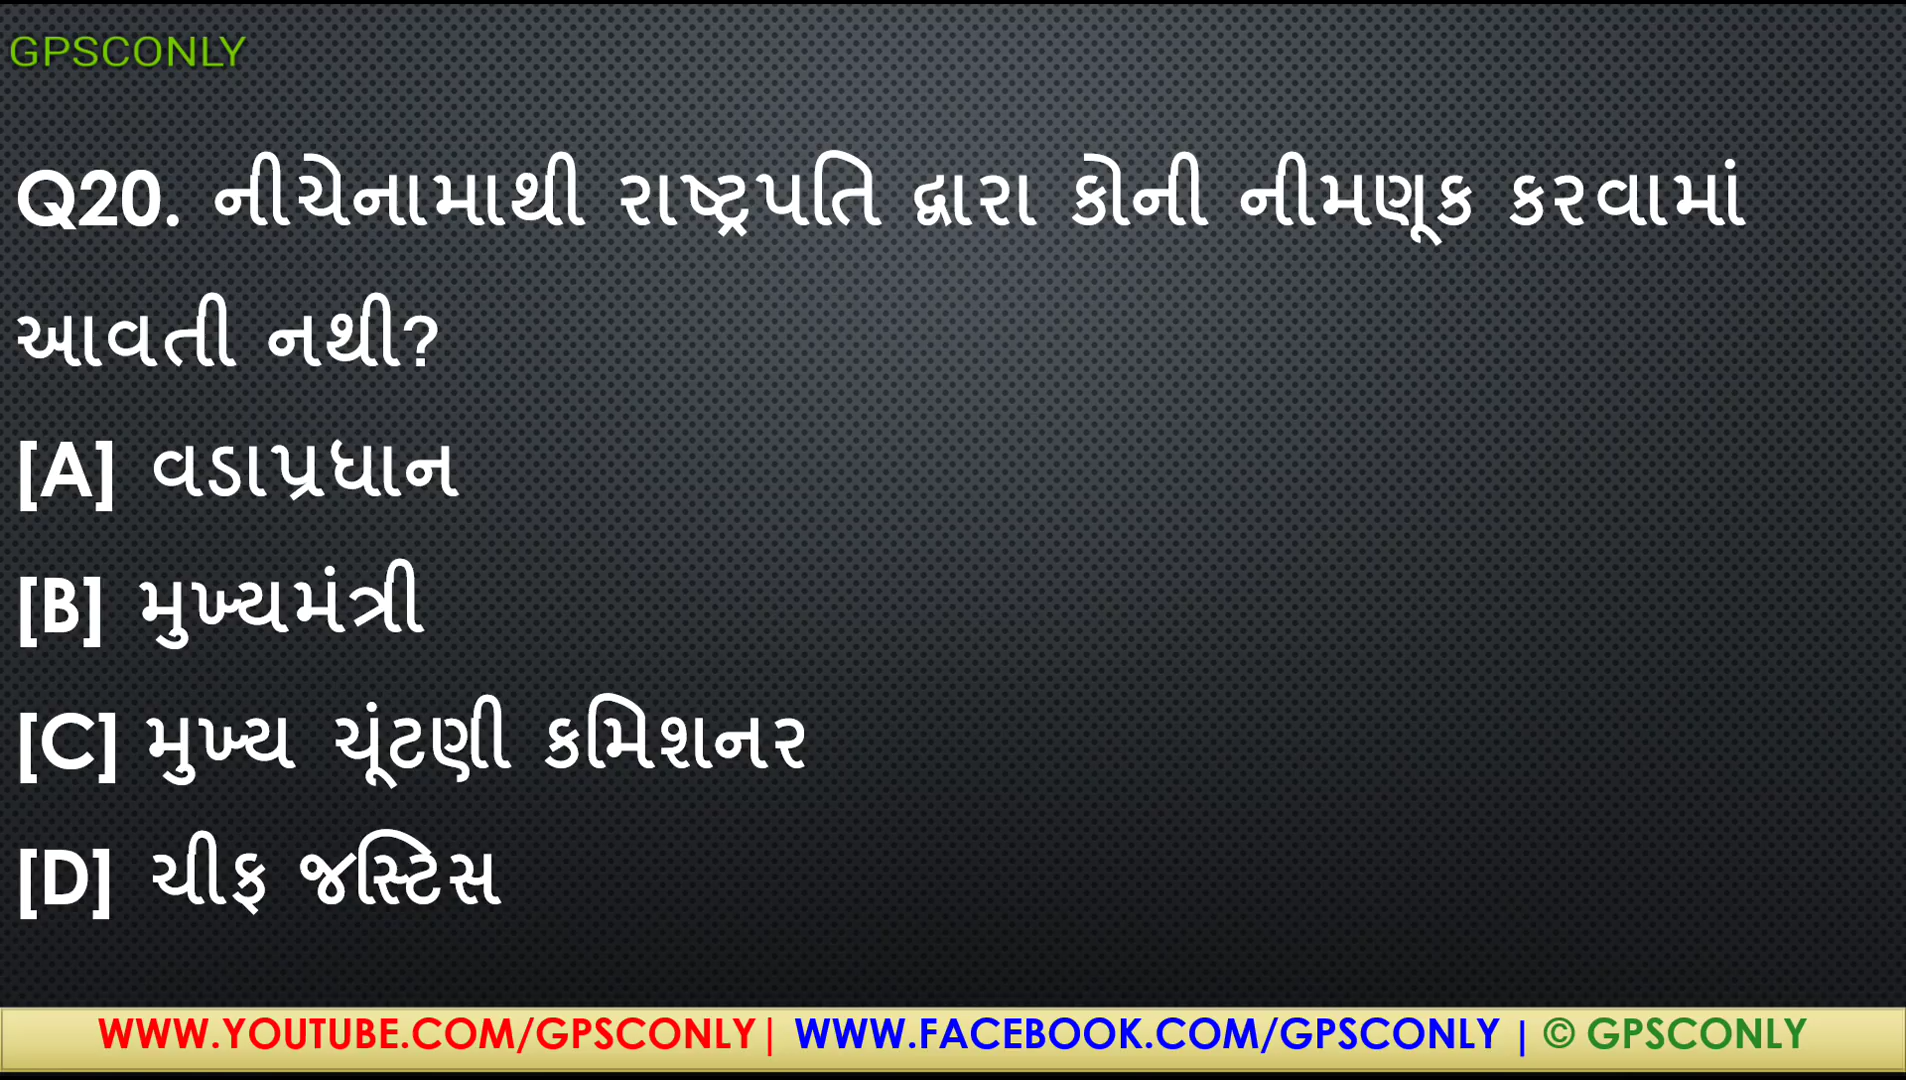 GPSCONLY
Q20. નીચેનામાથી રાષ્ટ્રપતિ દ્વારા કોની નીમણૂક કરવામાં
આવતી નથી?
[A] વડાપ્રધાન
[B] મુખ્યમંત્રી
[C] મુખ્ય ચૂંટણી કમિશનર
[D] ચીફ જસ્ટિસ
WWW.YOUTUBE.COM/GPSCONLY| WWW.FACEBOOK.COM/GPSCONLY | © GPSCONLY